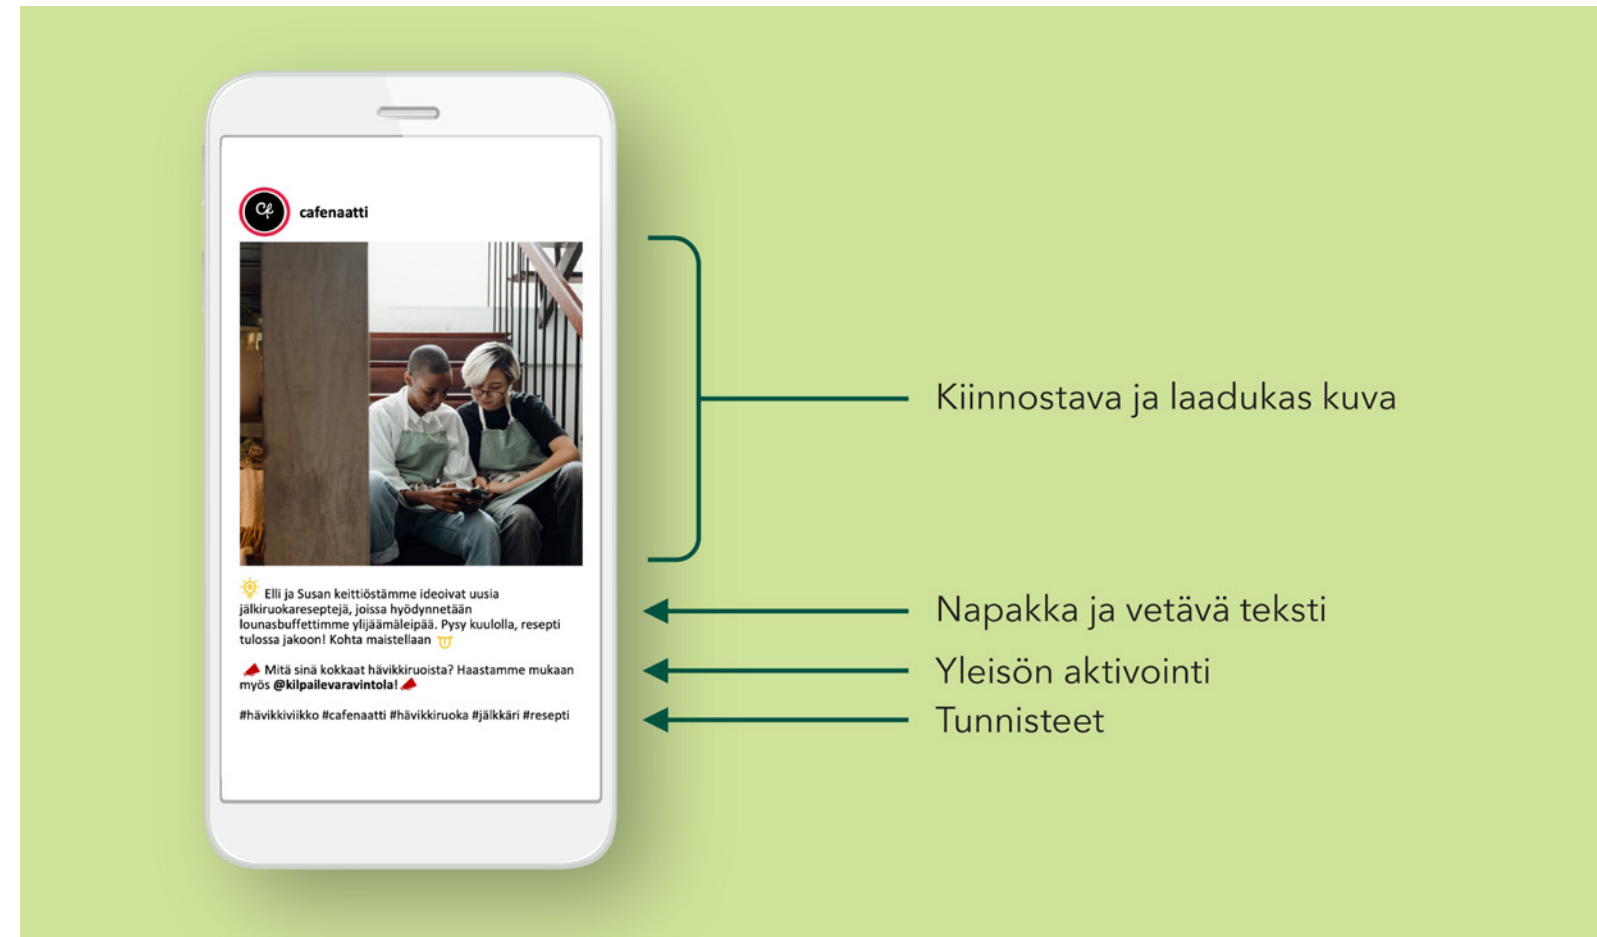 Cf
cafenaatti
Elli ja Susan keittiöstämme ideoivat uusia
jälkiruokareseptejä, joissa hyödynnetään
lounasbuffettimme ylijäämäleipää. Pysy kuulolla, resepti
tulossa jakoon! Kohta maistellaan
Mitä sinä kokkaat hävikkiruoista? Haastamme mukaan
myös @kilpailevaravintola!
#hävikkiviikko #cafenaatti #hävikkiruoka #jälkkäri #resepti
Kiinnostava ja laadukas kuva
Napakka ja vetävä teksti
Yleisön aktivointi
Tunnisteet